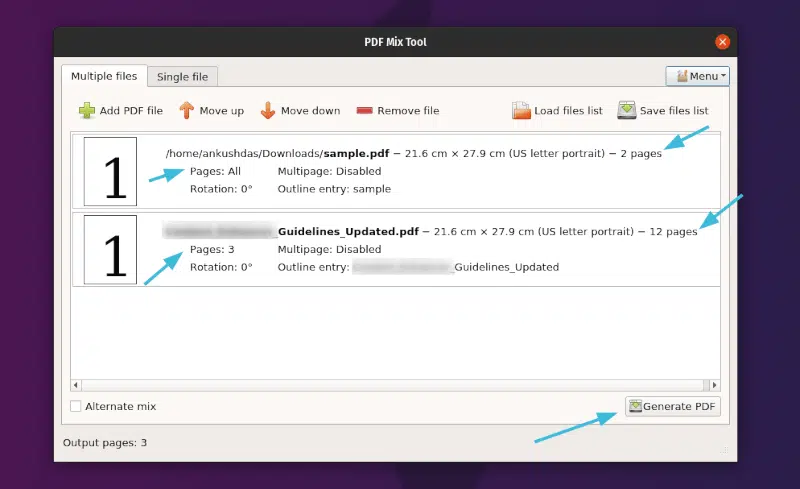 PDF Mix Tool
Multiple files Single file Menu
Add PDF file Move up Move down Remove file Load files list Save files list
1
/home/ankushdas/Downloads/sample.pdf – 21.6 cm × 27.9 cm (US letter portrait) – 2 pages
Pages: All Multipage: Disabled
Rotation: 0° Outline entry: sample
1
_Guidelines_Updated.pdf – 21.6 cm × 27.9 cm (US letter portrait) – 12 pages
Pages: 3 Multipage: Disabled
Rotation: 0° Outline entry: _Guidelines_Updated
Alternate mix Generate PDF
Output pages: 3